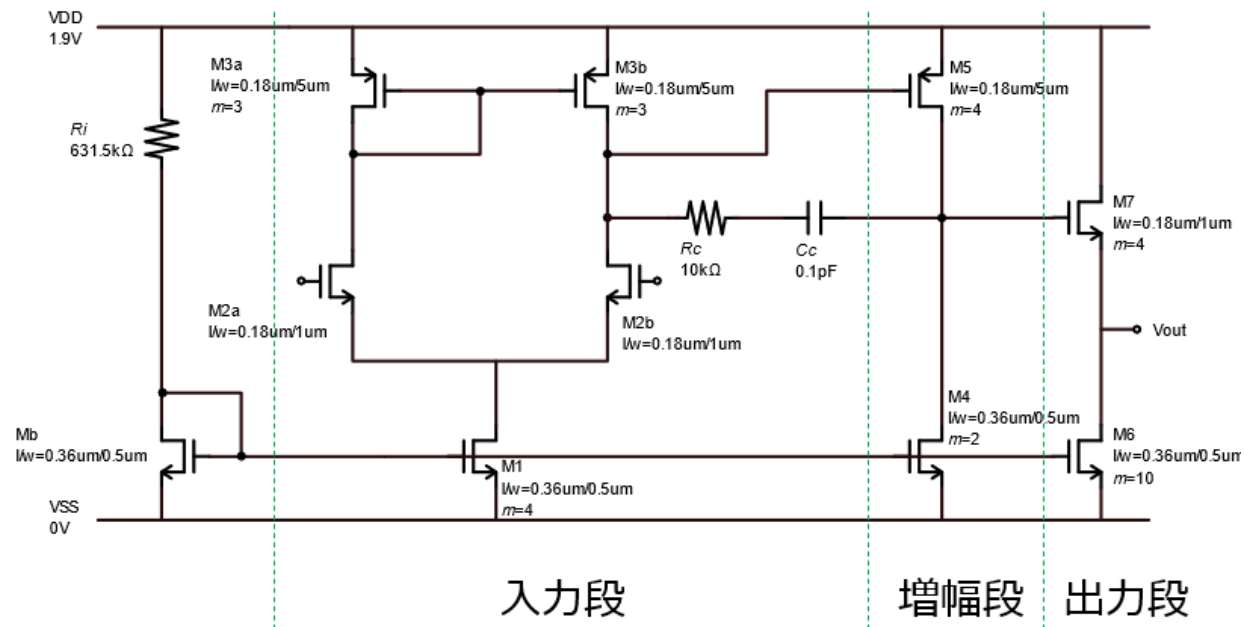 VDD
1.9V
Ri
631.5kΩ
Mb
l/w=0.36um/0.5um
VSS
0V
M3a
l/w=0.18um/5um
m=3
M3b
l/w=0.18um/5um
m=3
M2a
l/w=0.18um/1um
M2b
l/w=0.18um/1um
Rc
10kΩ
Cc
0.1pF
M1
l/w=0.36um/0.5um
m=4
M5
l/w=0.18um/5um
m=4
M4
l/w=0.36um/0.5um
m=2
M7
l/w=0.18um/1um
m=4
Vout
M6
l/w=0.36um/0.5um
m=10
入力段
増幅段
出力段